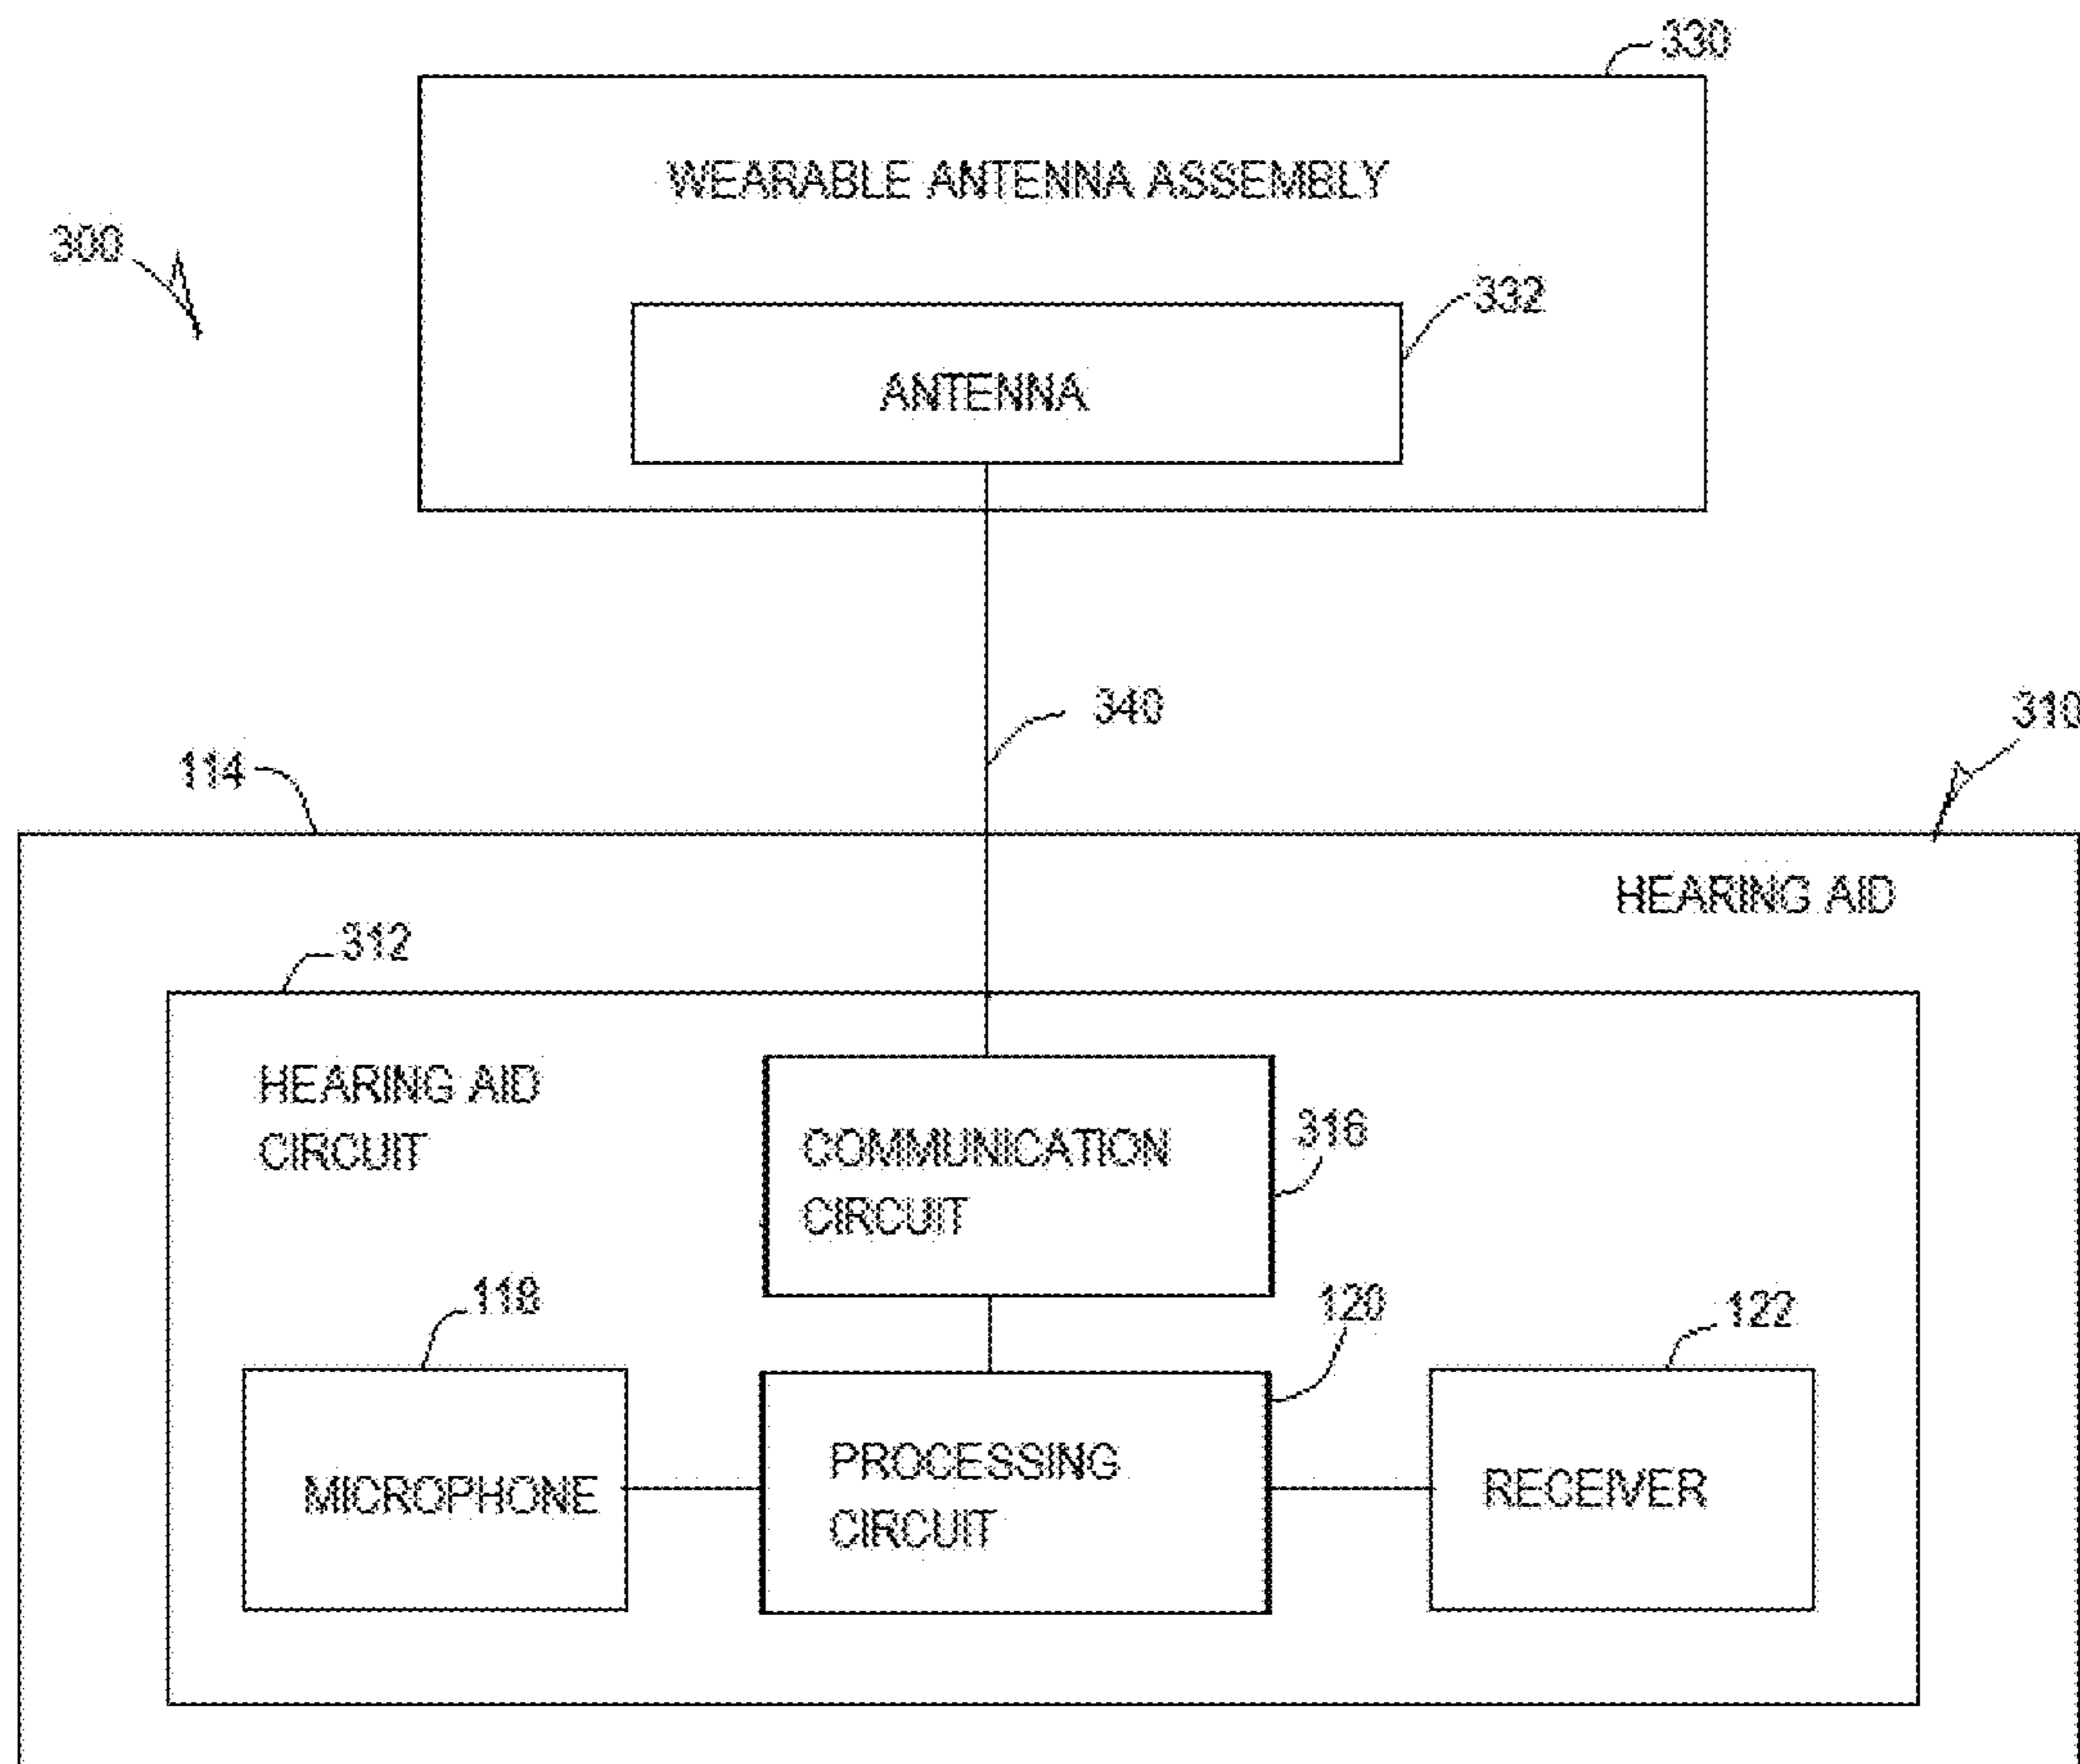 330
WEARABLE ANTENNA ASSEMBLY
300
332
ANTENNA
340
310
114
HEARING AID
312
HEARING AID
CIRCUIT
COMMUNICATION
CIRCUIT
316
118
120
122
MICROPHONE
PROCESSING
CIRCUIT
RECEIVER